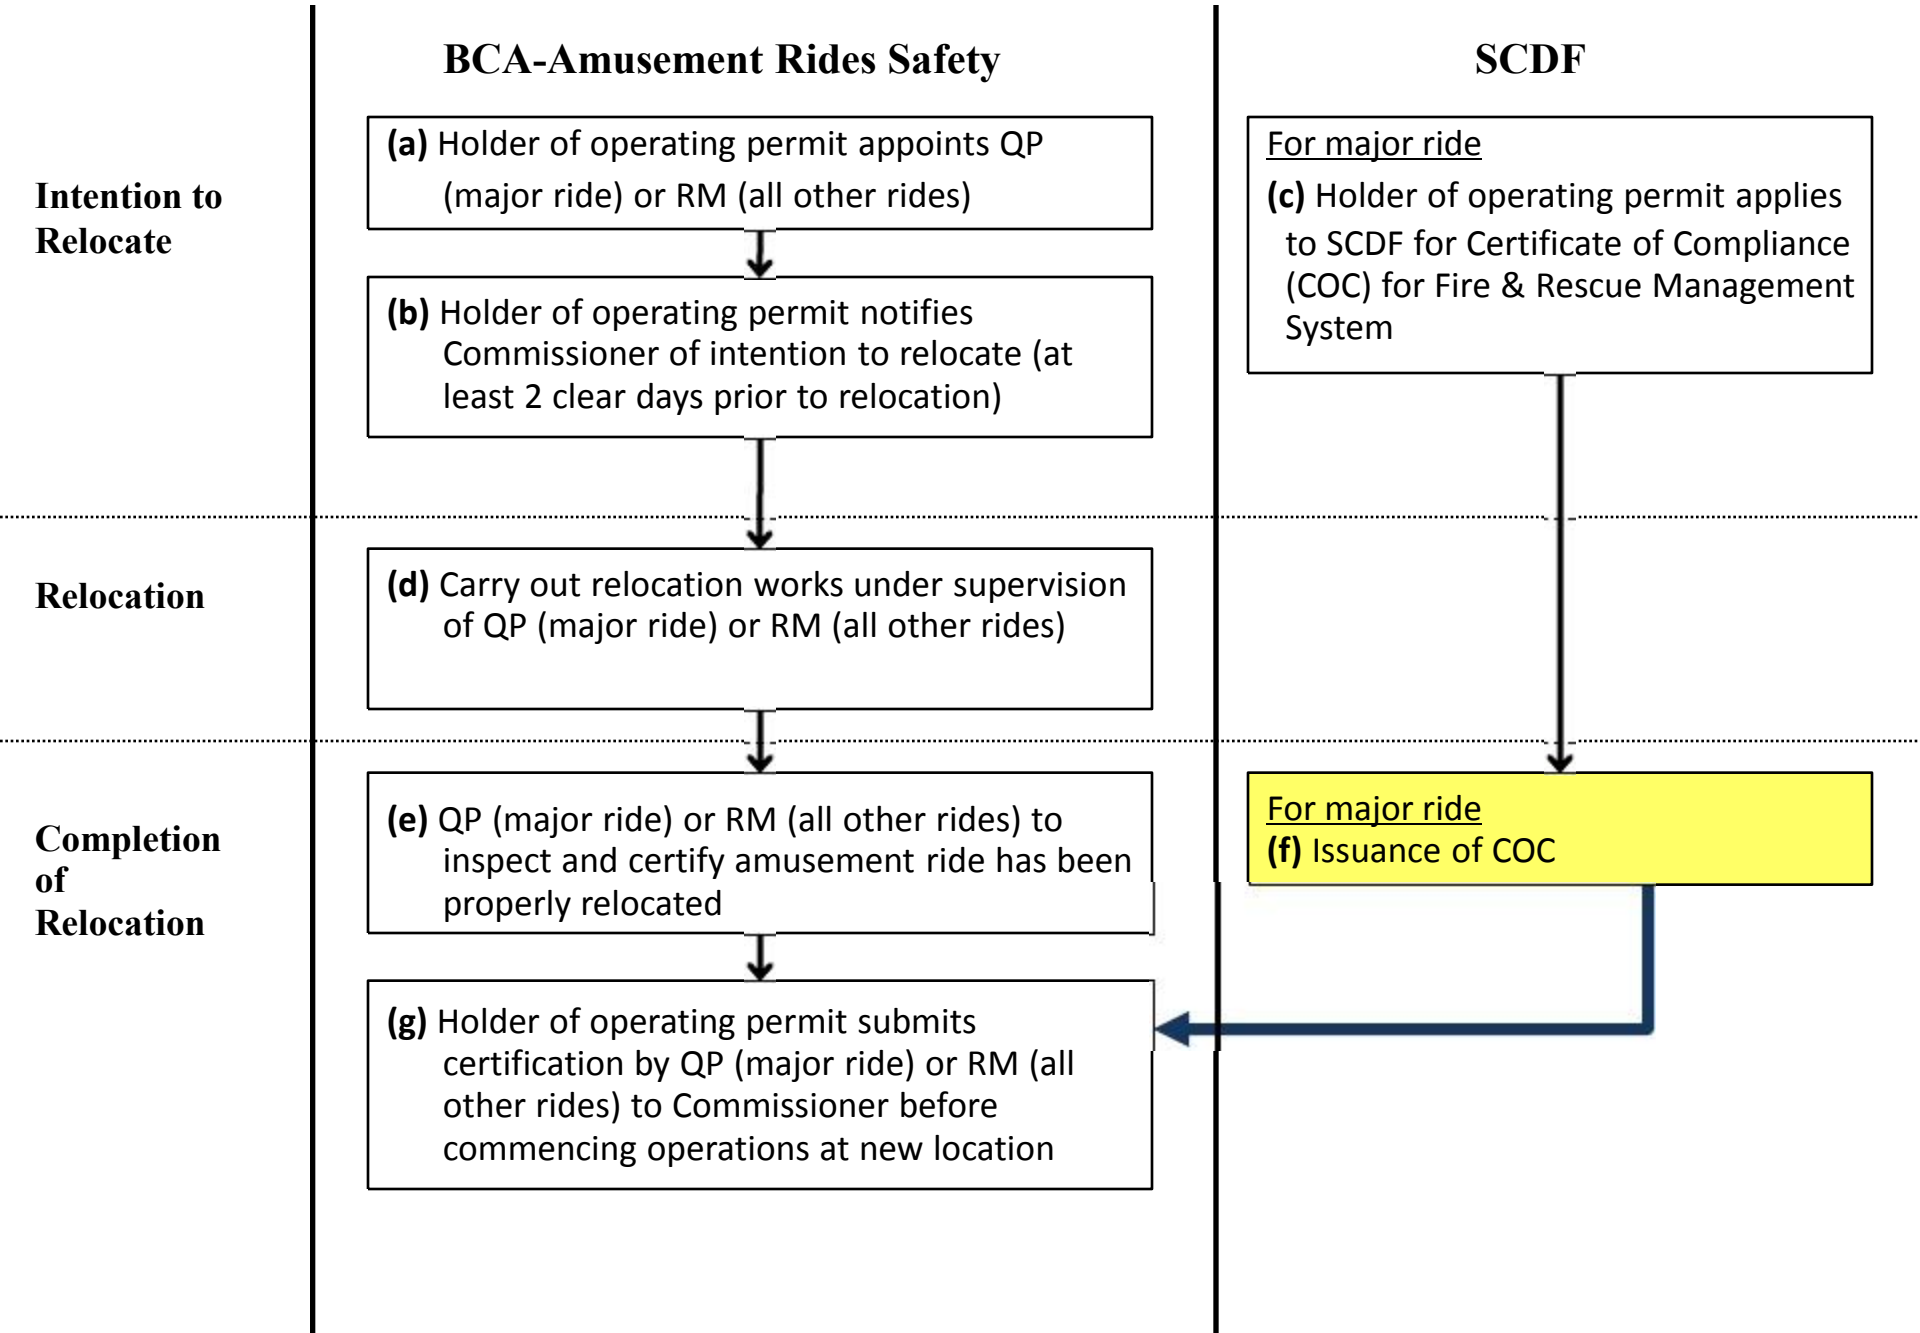 BCA-Amusement Rides Safety
SCDF
Intention to
Relocate
(a) Holder of operating permit appoints QP
(major ride) or RM (all other rides)
(b) Holder of operating permit notifies
Commissioner of intention to relocate (at
least 2 clear days prior to relocation)
For major ride
(c) Holder of operating permit applies
to SCDF for Certificate of Compliance
(COC) for Fire & Rescue Management
System
Relocation
(d) Carry out relocation works under supervision
of QP (major ride) or RM (all other rides)
Completion
of
Relocation
(e) QP (major ride) or RM (all other rides) to
inspect and certify amusement ride has been
properly relocated
For major ride
(f) Issuance of COC
(g) Holder of operating permit submits
certification by QP (major ride) or RM (all
other rides) to Commissioner before
commencing operations at new location